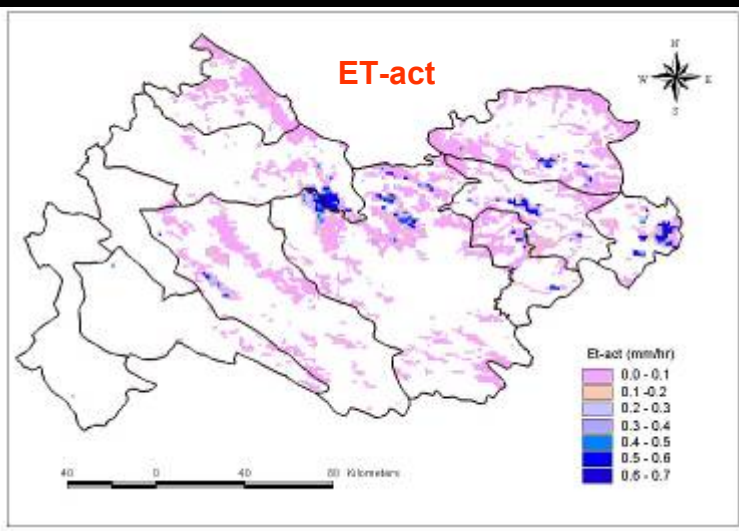 ET-act
N
W E
S
Et-act (mm/hr)
0.0 - 0.1
0.1 -0.2
0.2 - 0.3
0.3 - 0.4
0.4 - 0.5
0.5 - 0.6
0.6 - 0.7
40 0 40 80 Kilometers